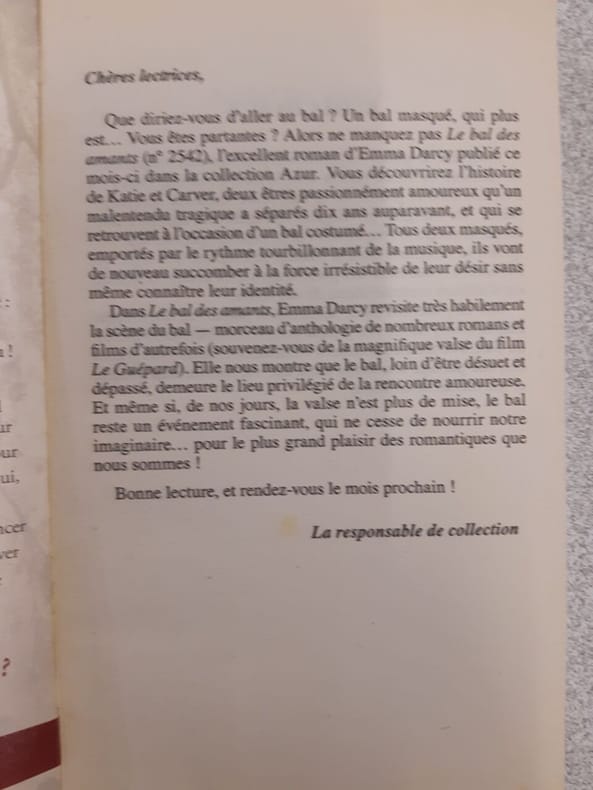 Chères lectrices,
Que diriez-vous d'aller au bal ? Un bal masqué, qui plus
est… Vous êtes partantes ? Alors ne manquez pas Le bal des
amants (n° 2542), l'excellent roman d'Emma Darcy publié ce
mois-ci dans la collection Azur. Vous découvrirez l'histoire
de Katie et Carver, deux êtres passionnément amoureux qu'un
malentendu tragique a séparés dix ans auparavant, et qui se
retrouvent à l'occasion d'un bal costumé… Tous deux masqués,
emportés par le rythme tourbillonnant de la musique, ils vont
de nouveau succomber à la force irrésistible de leur désir sans
même connaître leur identité.
Dans Le bal des amants, Emma Darcy revisite très habilement
la scène du bal — morceau d'anthologie de nombreux romans et
films d'autrefois (souvenez-vous de la magnifique valse du film
Le Guépard). Elle nous montre que le bal, loin d'être désuet et
dépassé, demeure le lieu privilégié de la rencontre amoureuse.
Et même si, de nos jours, la valse n'est plus de mise, le bal
reste un événement fascinant, qui ne cesse de nourrir notre
imaginaire… pour le plus grand plaisir des romantiques que
nous sommes !
Bonne lecture, et rendez-vous le mois prochain !
La responsable de collection